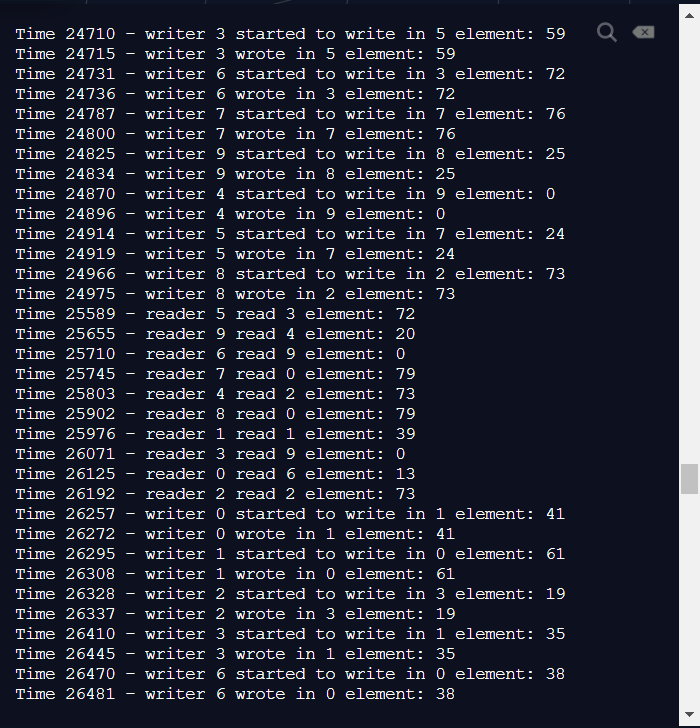 Time 24710 - writer 3 started to write in 5 element: 59
Time 24715 - writer 3 wrote in 5 element: 59
Time 24731 - writer 6 started to write in 3 element: 72
Time 24736 - writer 6 wrote in 3 element: 72
Time 24787 - writer 7 started to write in 7 element: 76
Time 24800 - writer 7 wrote in 7 element: 76
Time 24825 - writer 9 started to write in 8 element: 25
Time 24834 - writer 9 wrote in 8 element: 25
Time 24870 - writer 4 started to write in 9 element: 0
Time 24896 - writer 4 wrote in 9 element: 0
Time 24914 - writer 5 started to write in 7 element: 24
Time 24919 - writer 5 wrote in 7 element: 24
Time 24966 - writer 8 started to write in 2 element: 73
Time 24975 - writer 8 wrote in 2 element: 73
Time 25589 - reader 5 read 3 element: 72
Time 25655 - reader 9 read 4 element: 20
Time 25710 - reader 6 read 9 element: 0
Time 25745 - reader 7 read 0 element: 79
Time 25803 - reader 4 read 2 element: 73
Time 25902 - reader 8 read 0 element: 79
Time 25976 - reader 1 read 1 element: 39
Time 26071 - reader 3 read 9 element: 0
Time 26125 - reader 0 read 6 element: 13
Time 26192 - reader 2 read 2 element: 73
Time 26257 - writer 0 started to write in 1 element: 41
Time 26272 - writer 0 wrote in 1 element: 41
Time 26295 - writer 1 started to write in 0 element: 61
Time 26308 - writer 1 wrote in 0 element: 61
Time 26328 - writer 2 started to write in 3 element: 19
Time 26337 - writer 2 wrote in 3 element: 19
Time 26410 - writer 3 started to write in 1 element: 35
Time 26445 - writer 3 wrote in 1 element: 35
Time 26470 - writer 6 started to write in 0 element: 38
Time 26481 - writer 6 wrote in 0 element: 38